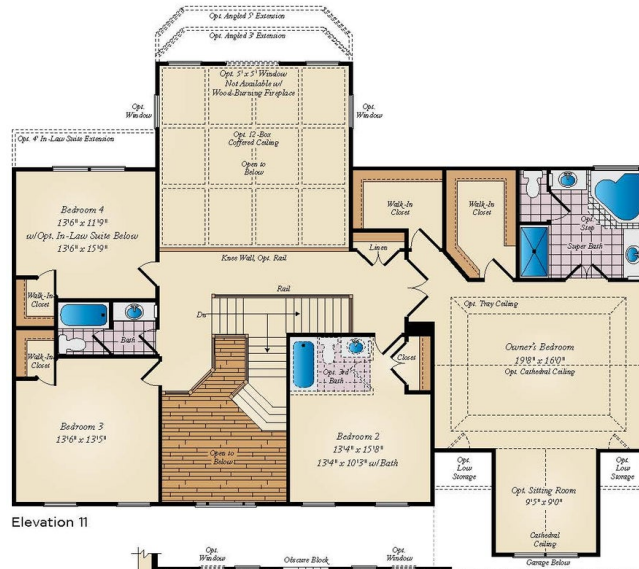 Opt. Angled 5' Extension
Opt. Angled 3' Extension
Opt. 5' x 5' Window
Not Available w/
Wood-Burning Fireplace
Opt.
Window
Opt.
Window
Opt. 12-Box
Coffered Ceiling
Open to
Below
Opt. 4' In-Law Suite Extension
Bedroom 4
13'6" x 11'9"
w/Opt. In-Law Suite Below
13'6" x 15'9"
Walk-In
Closet
Walk-In
Closet
Opt.
Step
Super Bath
Knee Wall, Opt. Rail
Linen
Rail
Dn
Walk-In
Closet
Bath
Walk-In
Closet
Opt. 3rd
Bath
Closet
Opt. Tray Ceiling
Owner's Bedroom
19'8" x 16'0"
Opt. Cathedral Ceiling
Bedroom 3
13'6" x 13'5"
Open to
Below
Bedroom 2
13'4" x 15'8"
13'4" x 10'3" w/Bath
Opt.
Low
Storage
Opt. Sitting Room
9'5" x 9'0"
Opt.
Low
Storage
Cathedral
Ceiling
Garage Below
Elevation 11
Opt.
Window
Obscure Block
Opt.
Window